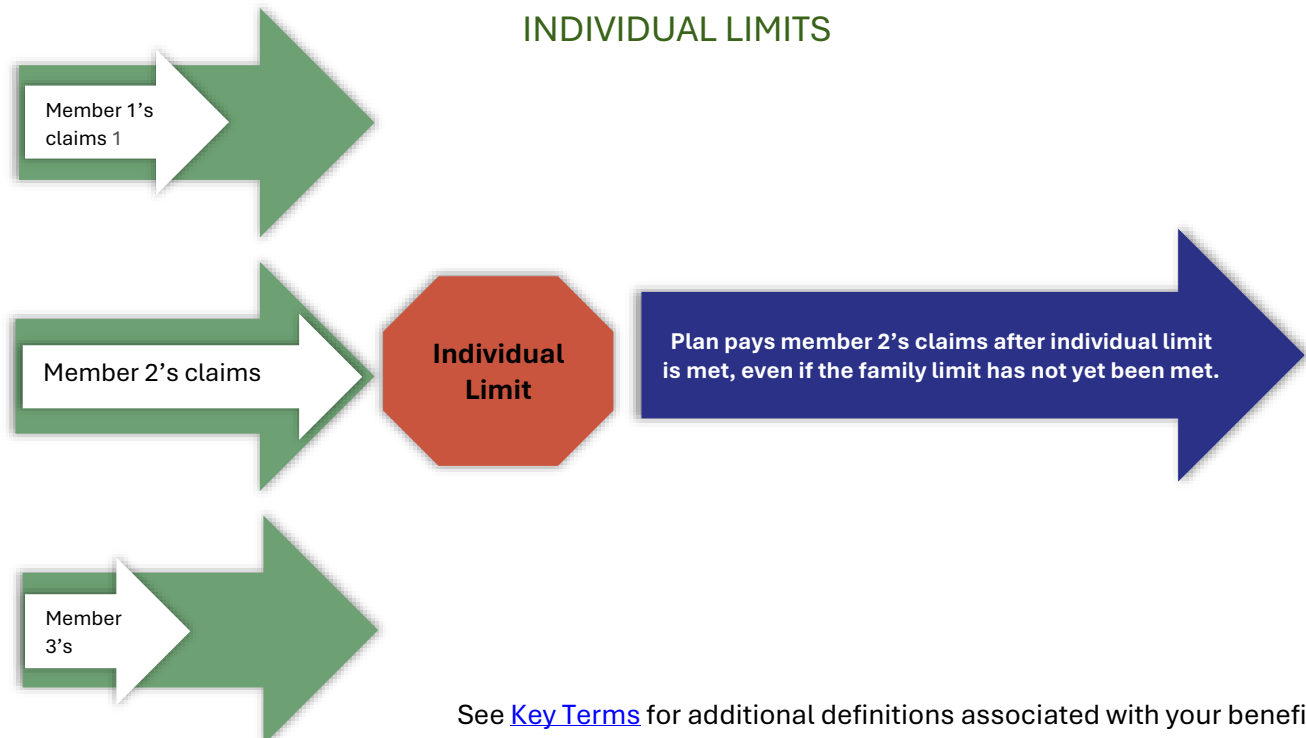 INDIVIDUAL LIMITS
Member 1’s
claims 1
Member 2’s claims
Individual
Limit
Plan pays member 2’s claims after individual limit
is met, even if the family limit has not yet been met.
Member
3’s
See Key Terms for additional definitions associated with your benefi